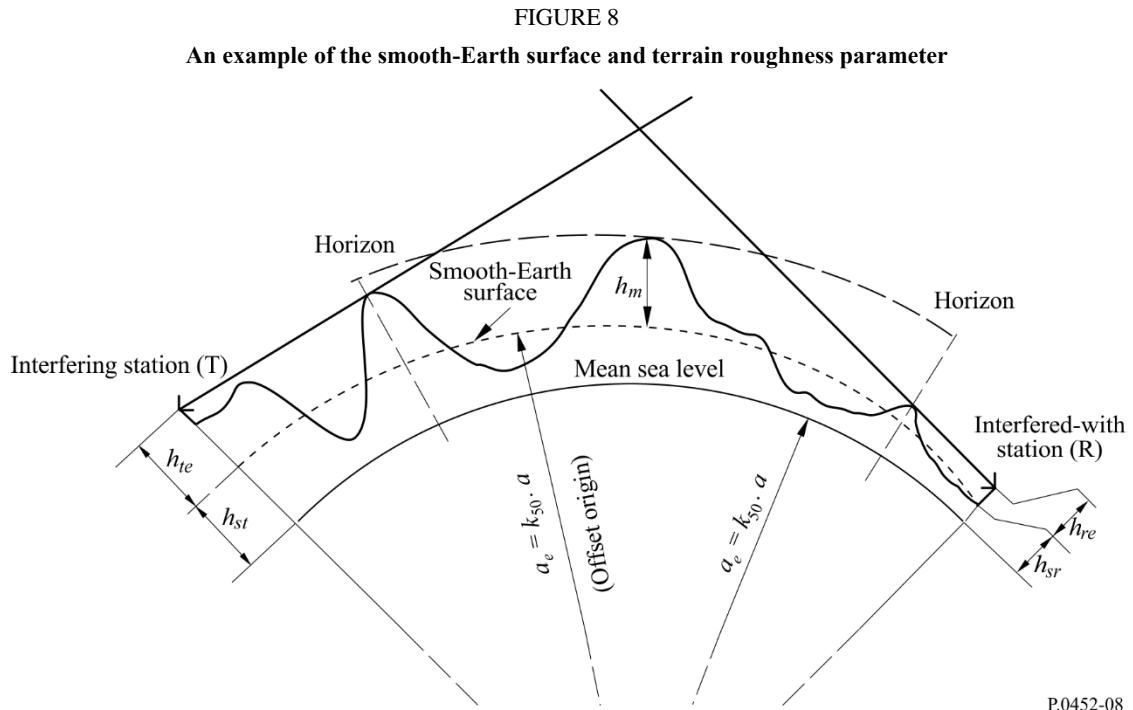 FIGURE 8
An example of the smooth-Earth surface and terrain roughness parameter
Horizon
Smooth-Earth
surface
h_m
Horizon
Interfering station (T)
Mean sea level
Interfered-with
station (R)
h_te
h_st
a_e = k_50 · a
(Offset origin)
a_e = k_50 · a
h_re
h_sr
P.0452-08